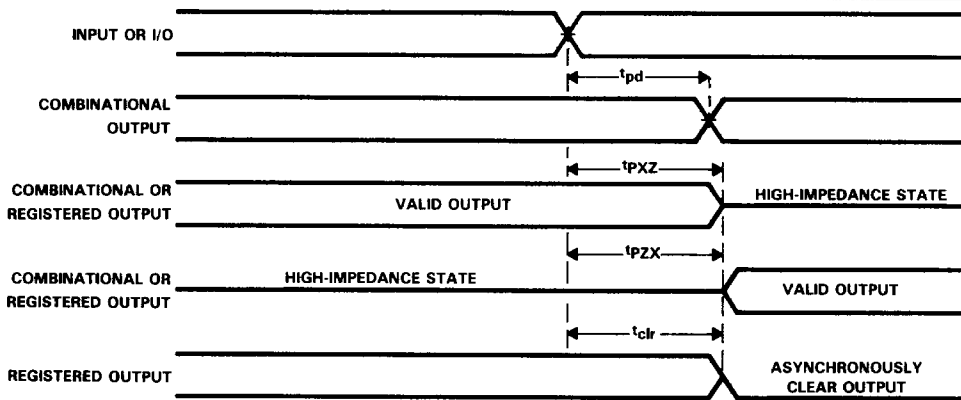 INPUT OR I/O
tpd
COMBINATIONAL
OUTPUT
tPXZ
COMBINATIONAL OR
REGISTERED OUTPUT
VALID OUTPUT
HIGH-IMPEDANCE STATE
tPZX
COMBINATIONAL OR
REGISTERED OUTPUT
HIGH-IMPEDANCE STATE
VALID OUTPUT
tclr
REGISTERED OUTPUT
ASYNCHRONOUSLY
CLEAR OUTPUT